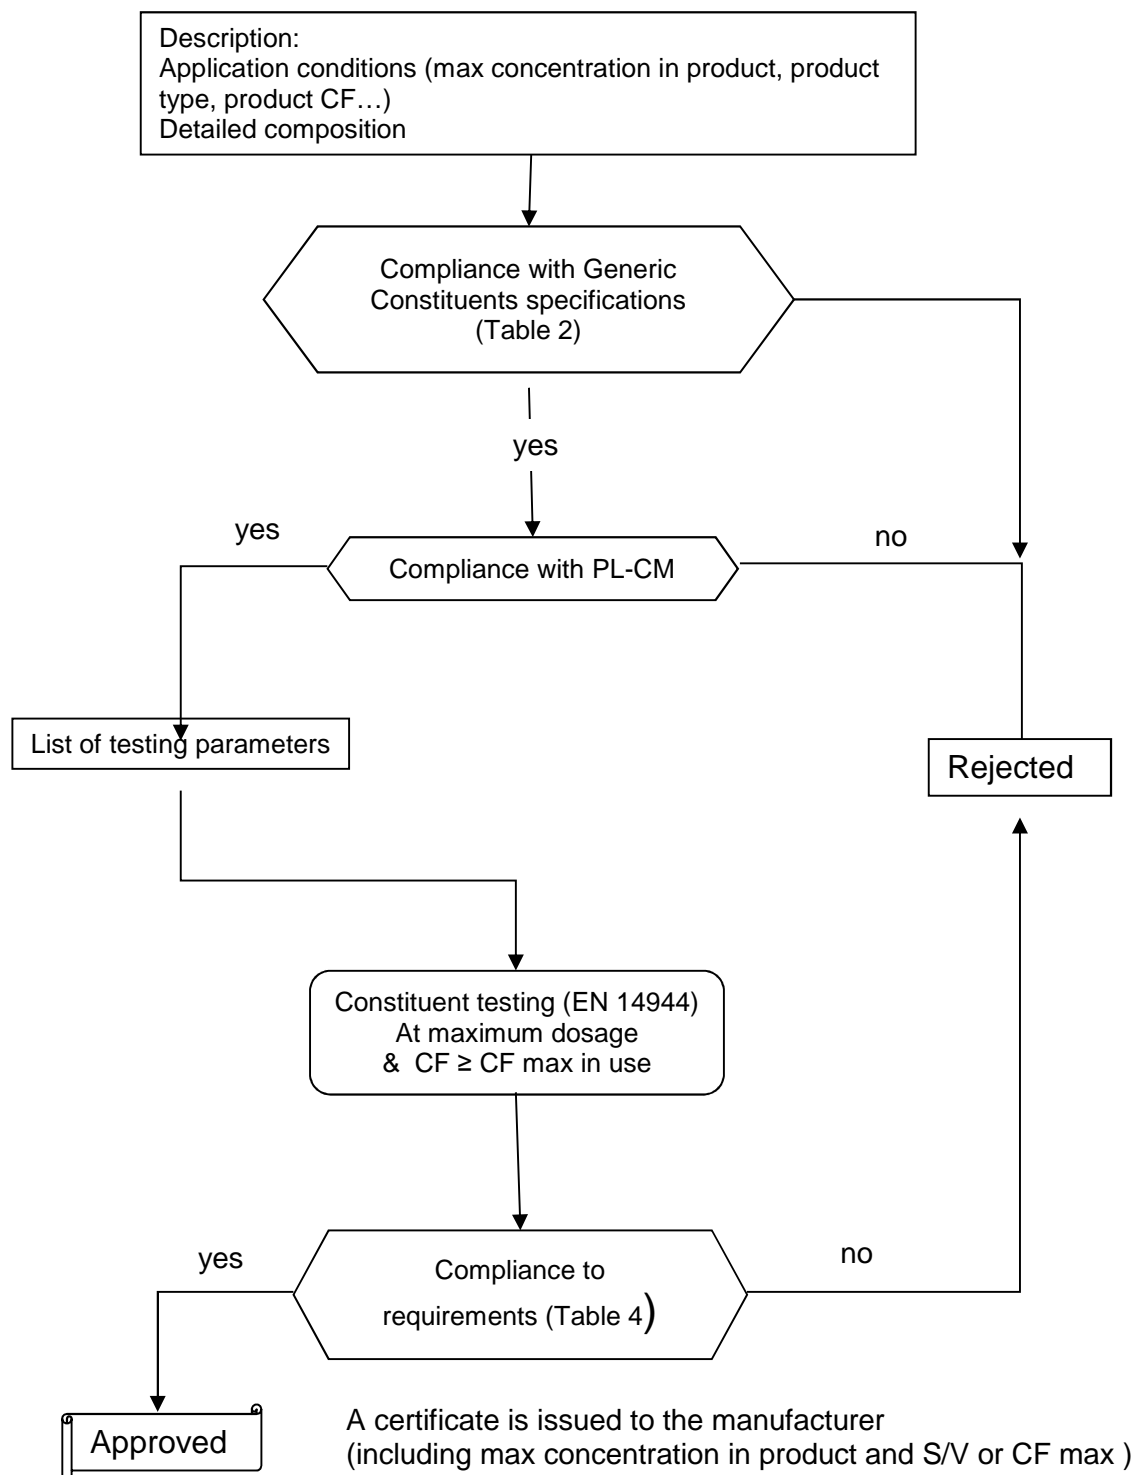 Description:
Application conditions (max concentration in product, product
type, product CF…)
Detailed composition
Compliance with Generic
Constituents specifications
(Table 2)
yes
yes
no
Compliance with PL-CM
List of testing parameters
Rejected
Constituent testing (EN 14944)
At maximum dosage
& CF ≥ CF max in use
yes
no
Compliance to
requirements (Table 4)
Approved
A certificate is issued to the manufacturer
(including max concentration in product and S/V or CF max )